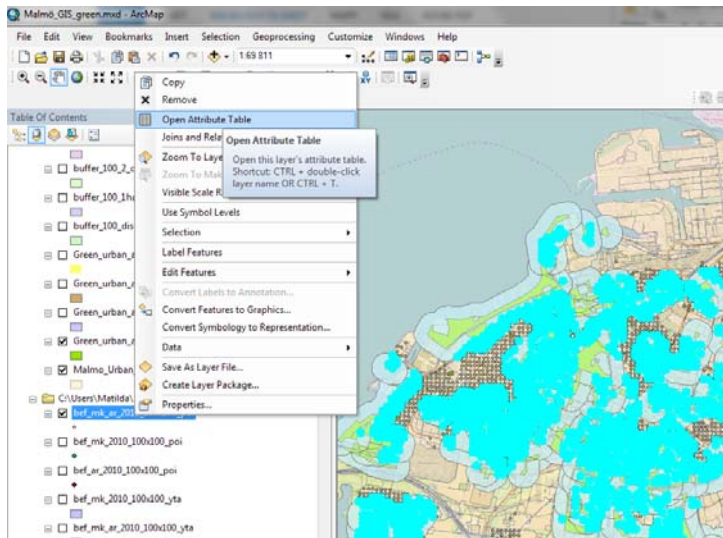 Malmö_GIS_green.mxd - ArcMap
File Edit View Bookmarks Insert Selection Geoprocessing Customize Windows Help
1:69 811
Table Of Contents
Copy
Remove
Open Attribute Table
Joins and Rela
Zoom To Laye
Zoom To Mak
Visible Scale R
Use Symbol Levels
Selection
Label Features
Edit Features
Convert Labels to Annotation...
Convert Features to Graphics...
Convert Symbology to Representation...
Data
Save As Layer File...
Create Layer Package...
Properties...
Open Attribute Table
Open this layer's attribute table.
Shortcut: CTRL + double-click
layer name OR CTRL + T.
buffer_100_2_
buffer_100_1ha
buffer_100_dis
Green_urban_a
Green_urban_a
Green_urban_a
Green_urban_a
Malmo_Urban_
C:\Users\Matilda\
bef_mk_ar_2010_
bef_mk_2010_100x100_poi
bef_ar_2010_100x100_poi
bef_mk_2010_100x100_yta
bef_mk_ar_2010_100x100_yta